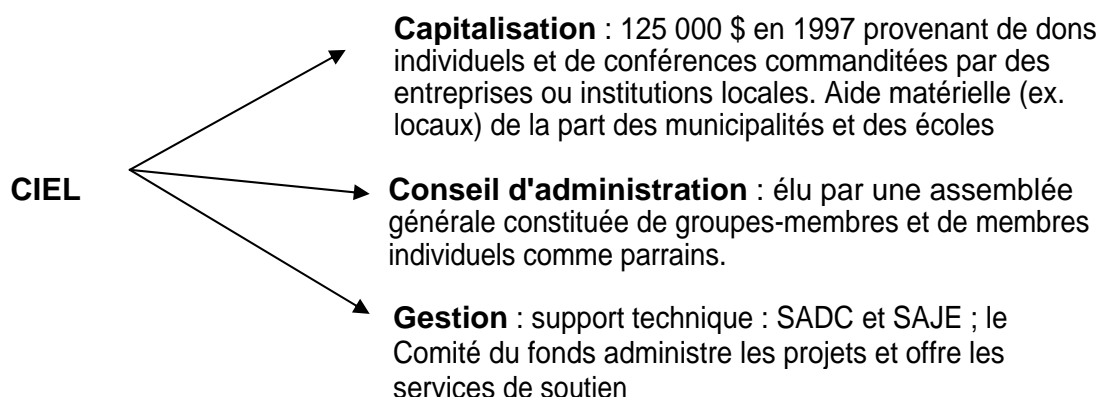 Capitalisation : 125 000 $ en 1997 provenant de dons
individuels et de conférences commanditées par des
entreprises ou institutions locales. Aide matérielle (ex.
locaux) de la part des municipalités et des écoles
CIEL
Conseil d'administration : élu par une assemblée
générale constituée de groupes-membres et de membres
individuels comme parrains.
Gestion : support technique : SADC et SAJE ; le
Comité du fonds administre les projets et offre les
services de soutien